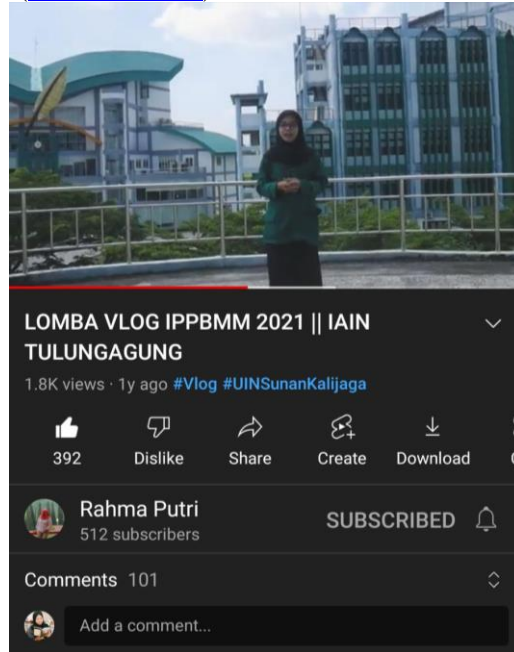 LOMBA VLOG IPPBMM 2021 || IAIN
TULUNGAGUNG
1.8K views · 1y ago #Vlog #UINSunanKalijaga
392 Dislike Share Create Download
Rahma Putri
512 subscribers
SUBSCRIBED
Comments 101
Add a comment...